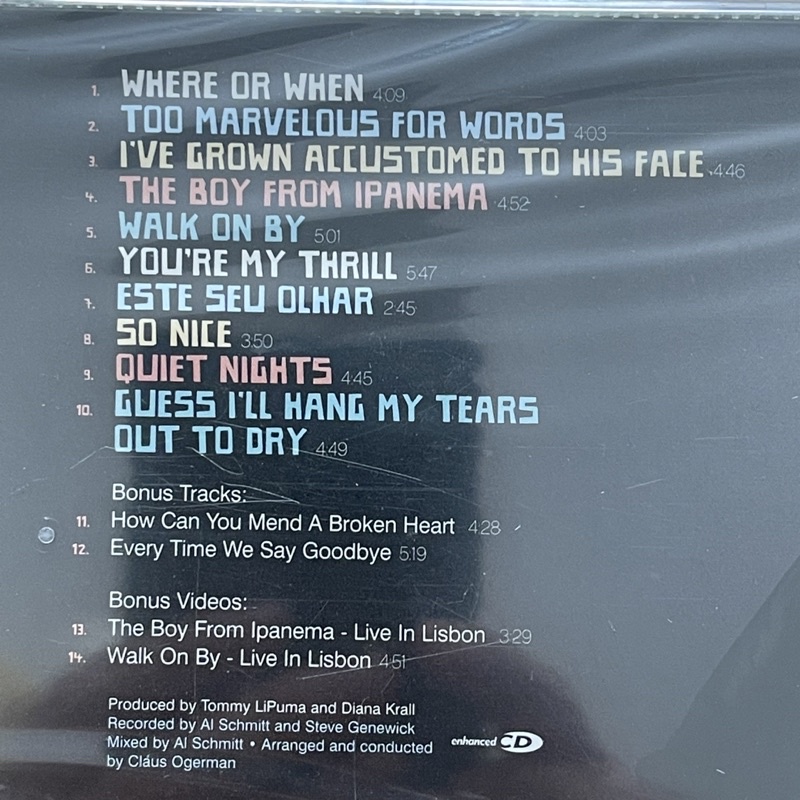 1. WHERE OR WHEN 4:09
2. TOO MARVELOUS FOR WORDS 4:03
3. I'VE GROWN ACCUSTOMED TO HIS FACE 4:46
4. THE BOY FROM IPANEMA 4:52
5. WALK ON BY 5:01
6. YOU'RE MY THRILL 5:47
7. ESTE SEU OLHAR 2:45
8. SO NICE 3:50
9. QUIET NIGHTS 4:45
10. GUESS I'LL HANG MY TEARS
OUT TO DRY 4:49
Bonus Tracks:
11. How Can You Mend A Broken Heart 4:28
12. Every Time We Say Goodbye 5:19
Bonus Videos:
13. The Boy From Ipanema - Live In Lisbon 3:29
14. Walk On By - Live In Lisbon 4:51
Produced by Tommy LiPuma and Diana Krall
Recorded by Al Schmitt and Steve Genewick
Mixed by Al Schmitt • Arranged and conducted
by Cláus Ogerman
enhanced CD